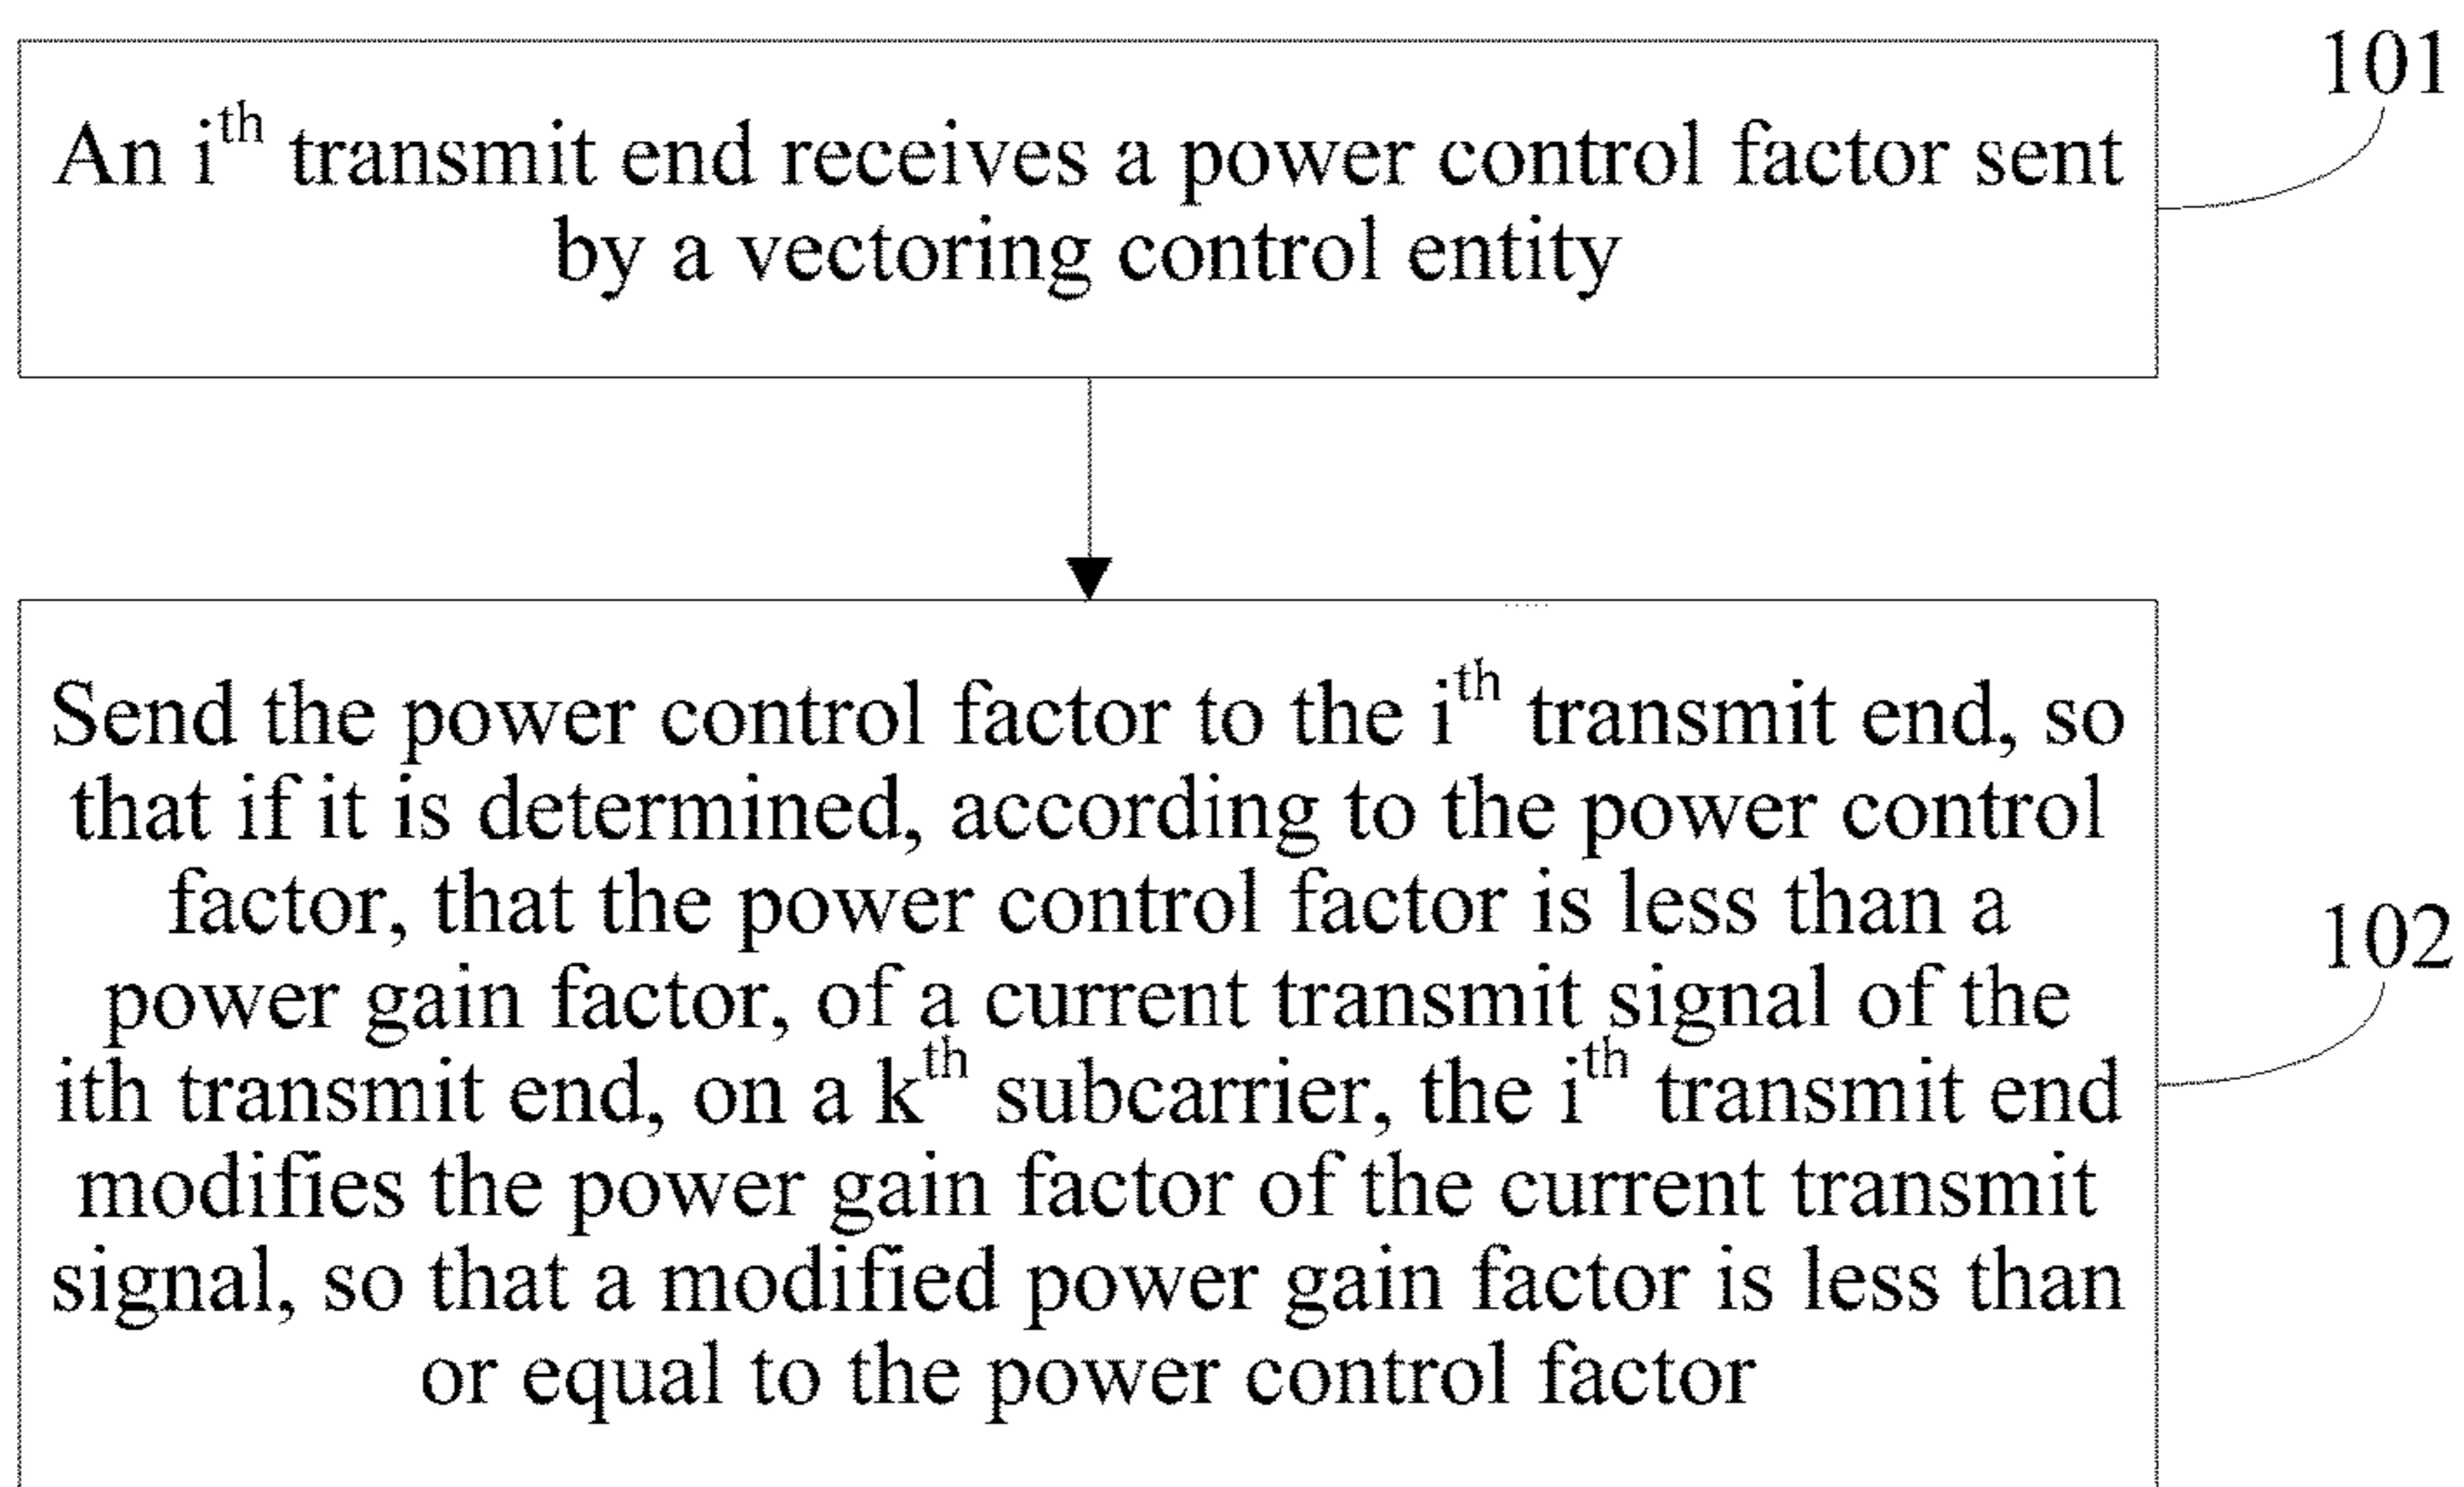 101
An ith transmit end receives a power control factor sent
by a vectoring control entity
Send the power control factor to the ith transmit end, so
that if it is determined, according to the power control
factor, that the power control factor is less than a
power gain factor, of a current transmit signal of the
ith transmit end, on a kth subcarrier, the ith transmit end
modifies the power gain factor of the current transmit
signal, so that a modified power gain factor is less than
or equal to the power control factor
102